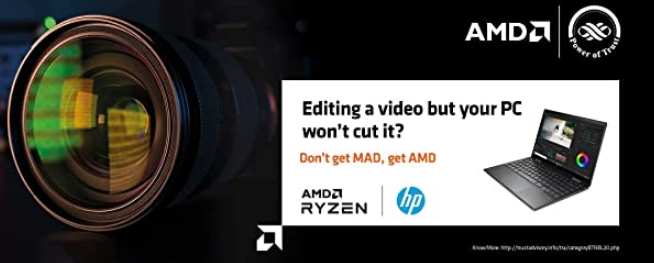 AMD
Power of Trust
Editing a video but your PC
won't cut it?
Don't get MAD, get AMD
AMD
RYZEN
hp